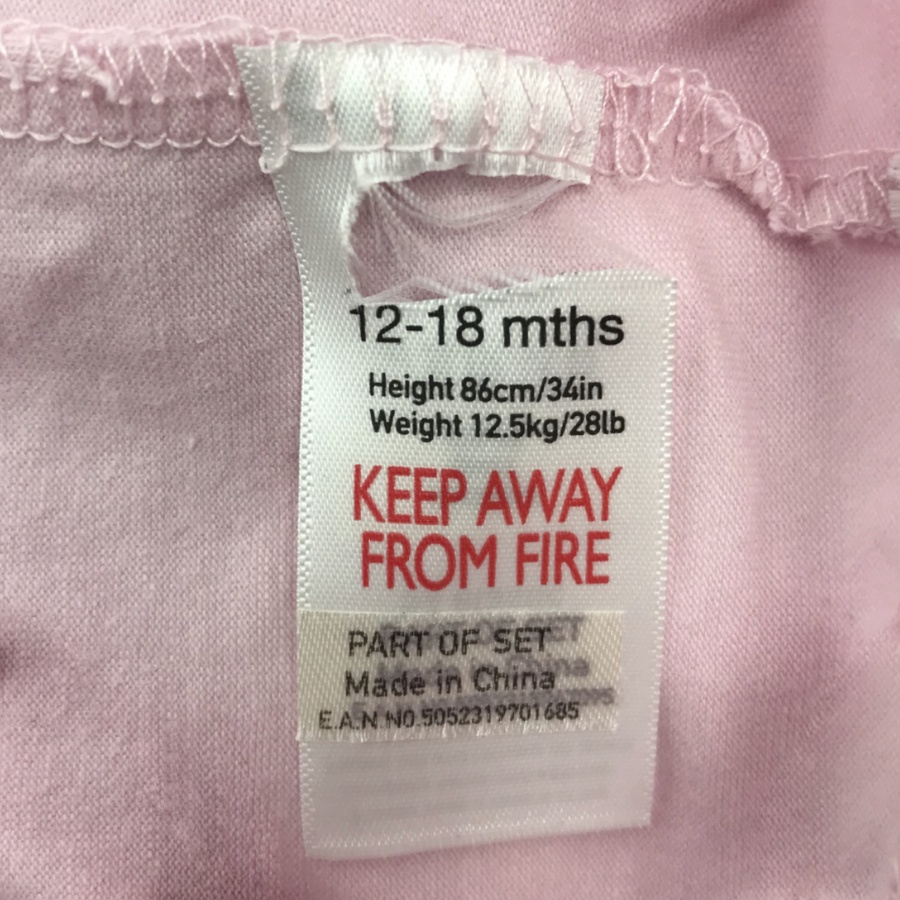 12-18 mths
Height 86cm/34in
Weight 12.5kg/28lb
KEEP AWAY
FROM FIRE
PART OF SET
Made in China
E.A.N NO.5052319701685